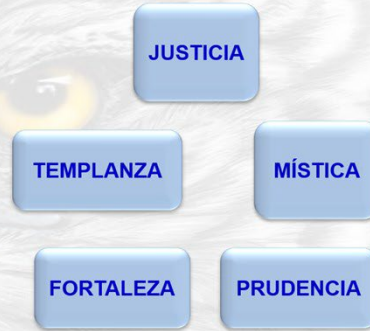 JUSTICIA
TEMPLANZA
MÍSTICA
FORTALEZA
PRUDENCIA